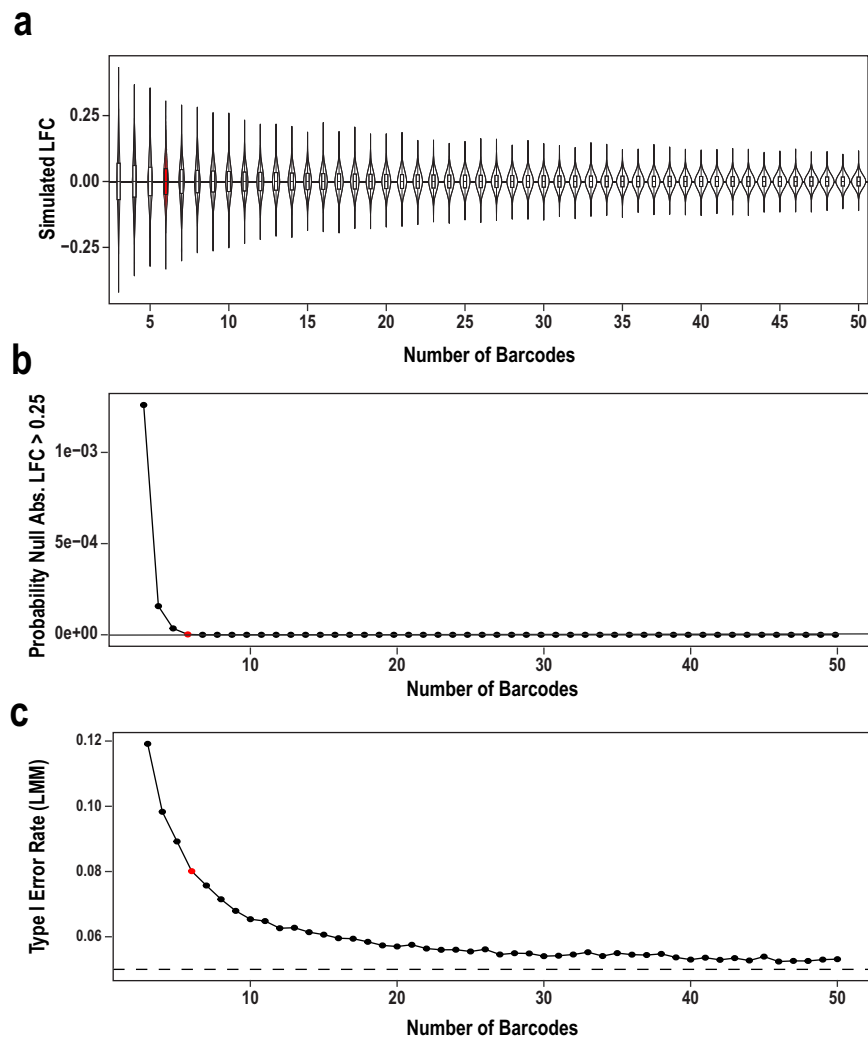 a
Simulated LFC
0.25
0.00
−0.25
5 10 15 20 25 30 35 40 45 50
Number of Barcodes
b
Probability Null Abs. LFC > 0.25
1e−03
5e−04
0e+00
10 20 30 40 50
Number of Barcodes
c
Type I Error Rate (LMM)
0.12
0.10
0.08
0.06
10 20 30 40 50
Number of Barcodes